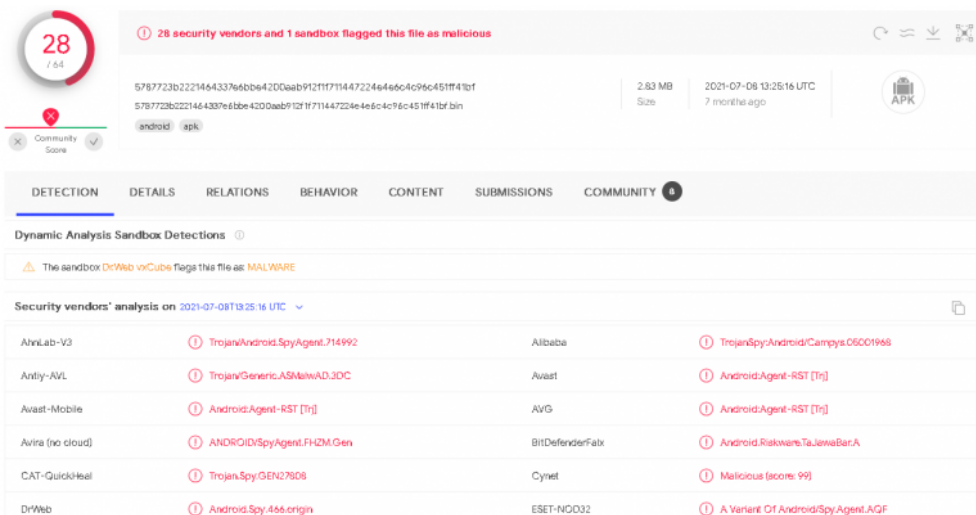 28
/ 64
28 security vendors and 1 sandbox flagged this file as malicious
Community
Score
android apk
2.83 MB
Size
2021-07-08 13:25:16 UTC
7 months ago
APK
DETECTION DETAILS RELATIONS BEHAVIOR CONTENT SUBMISSIONS COMMUNITY 8
Dynamic Analysis Sandbox Detections
The sandbox DrWeb vxCube flags this file as: MALWARE
Security vendors' analysis on 2021-07-08T13:25:16 UTC
AhnLab-V3 Trojan/Android.SpyAgent.714992 Alibaba TrojanSpy:Android/Campys.05001968
Antiy-AVL Trojan/Generic.ASMalwAD.3DC Avast Android:Agent-RST [Trj]
Avast-Mobile Android:Agent-RST [Trj] AVG Android:Agent-RST [Trj]
Avira (no cloud) ANDROID/SpyAgent.FHZM.Gen BitDefenderFalx Android.Riskware.TaJawaBar.A
CAT-QuickHeal Trojan.Spy.GEN27808 Cynet Malicious (score: 99)
DrWeb Android.Spy.466.origin ESET-NOD32 A Variant Of Android/Spy.Agent.AQF